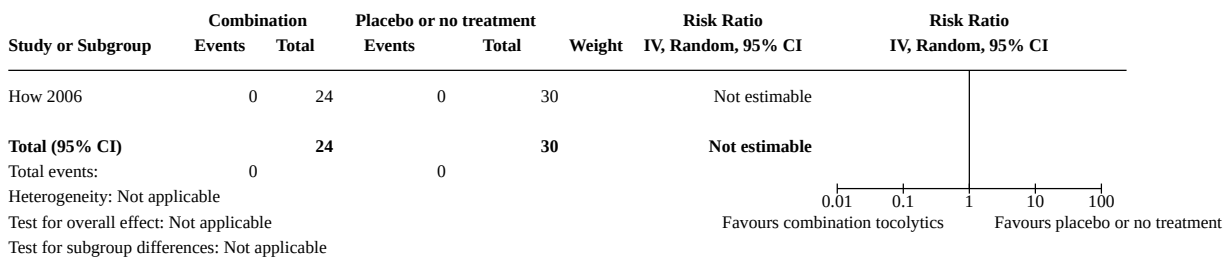 Combination Placebo or no treatment Risk Ratio Risk Ratio
Study or Subgroup Events Total Events Total Weight IV, Random, 95% CI IV, Random, 95% CI
How 2006 0 24 0 30 Not estimable
Total (95% CI) 24 30 Not estimable
Total events: 0 0
Heterogeneity: Not applicable
0.01 0.1 1 10 100
Test for overall effect: Not applicable Favours combination tocolytics Favours placebo or no treatment
Test for subgroup differences: Not applicable